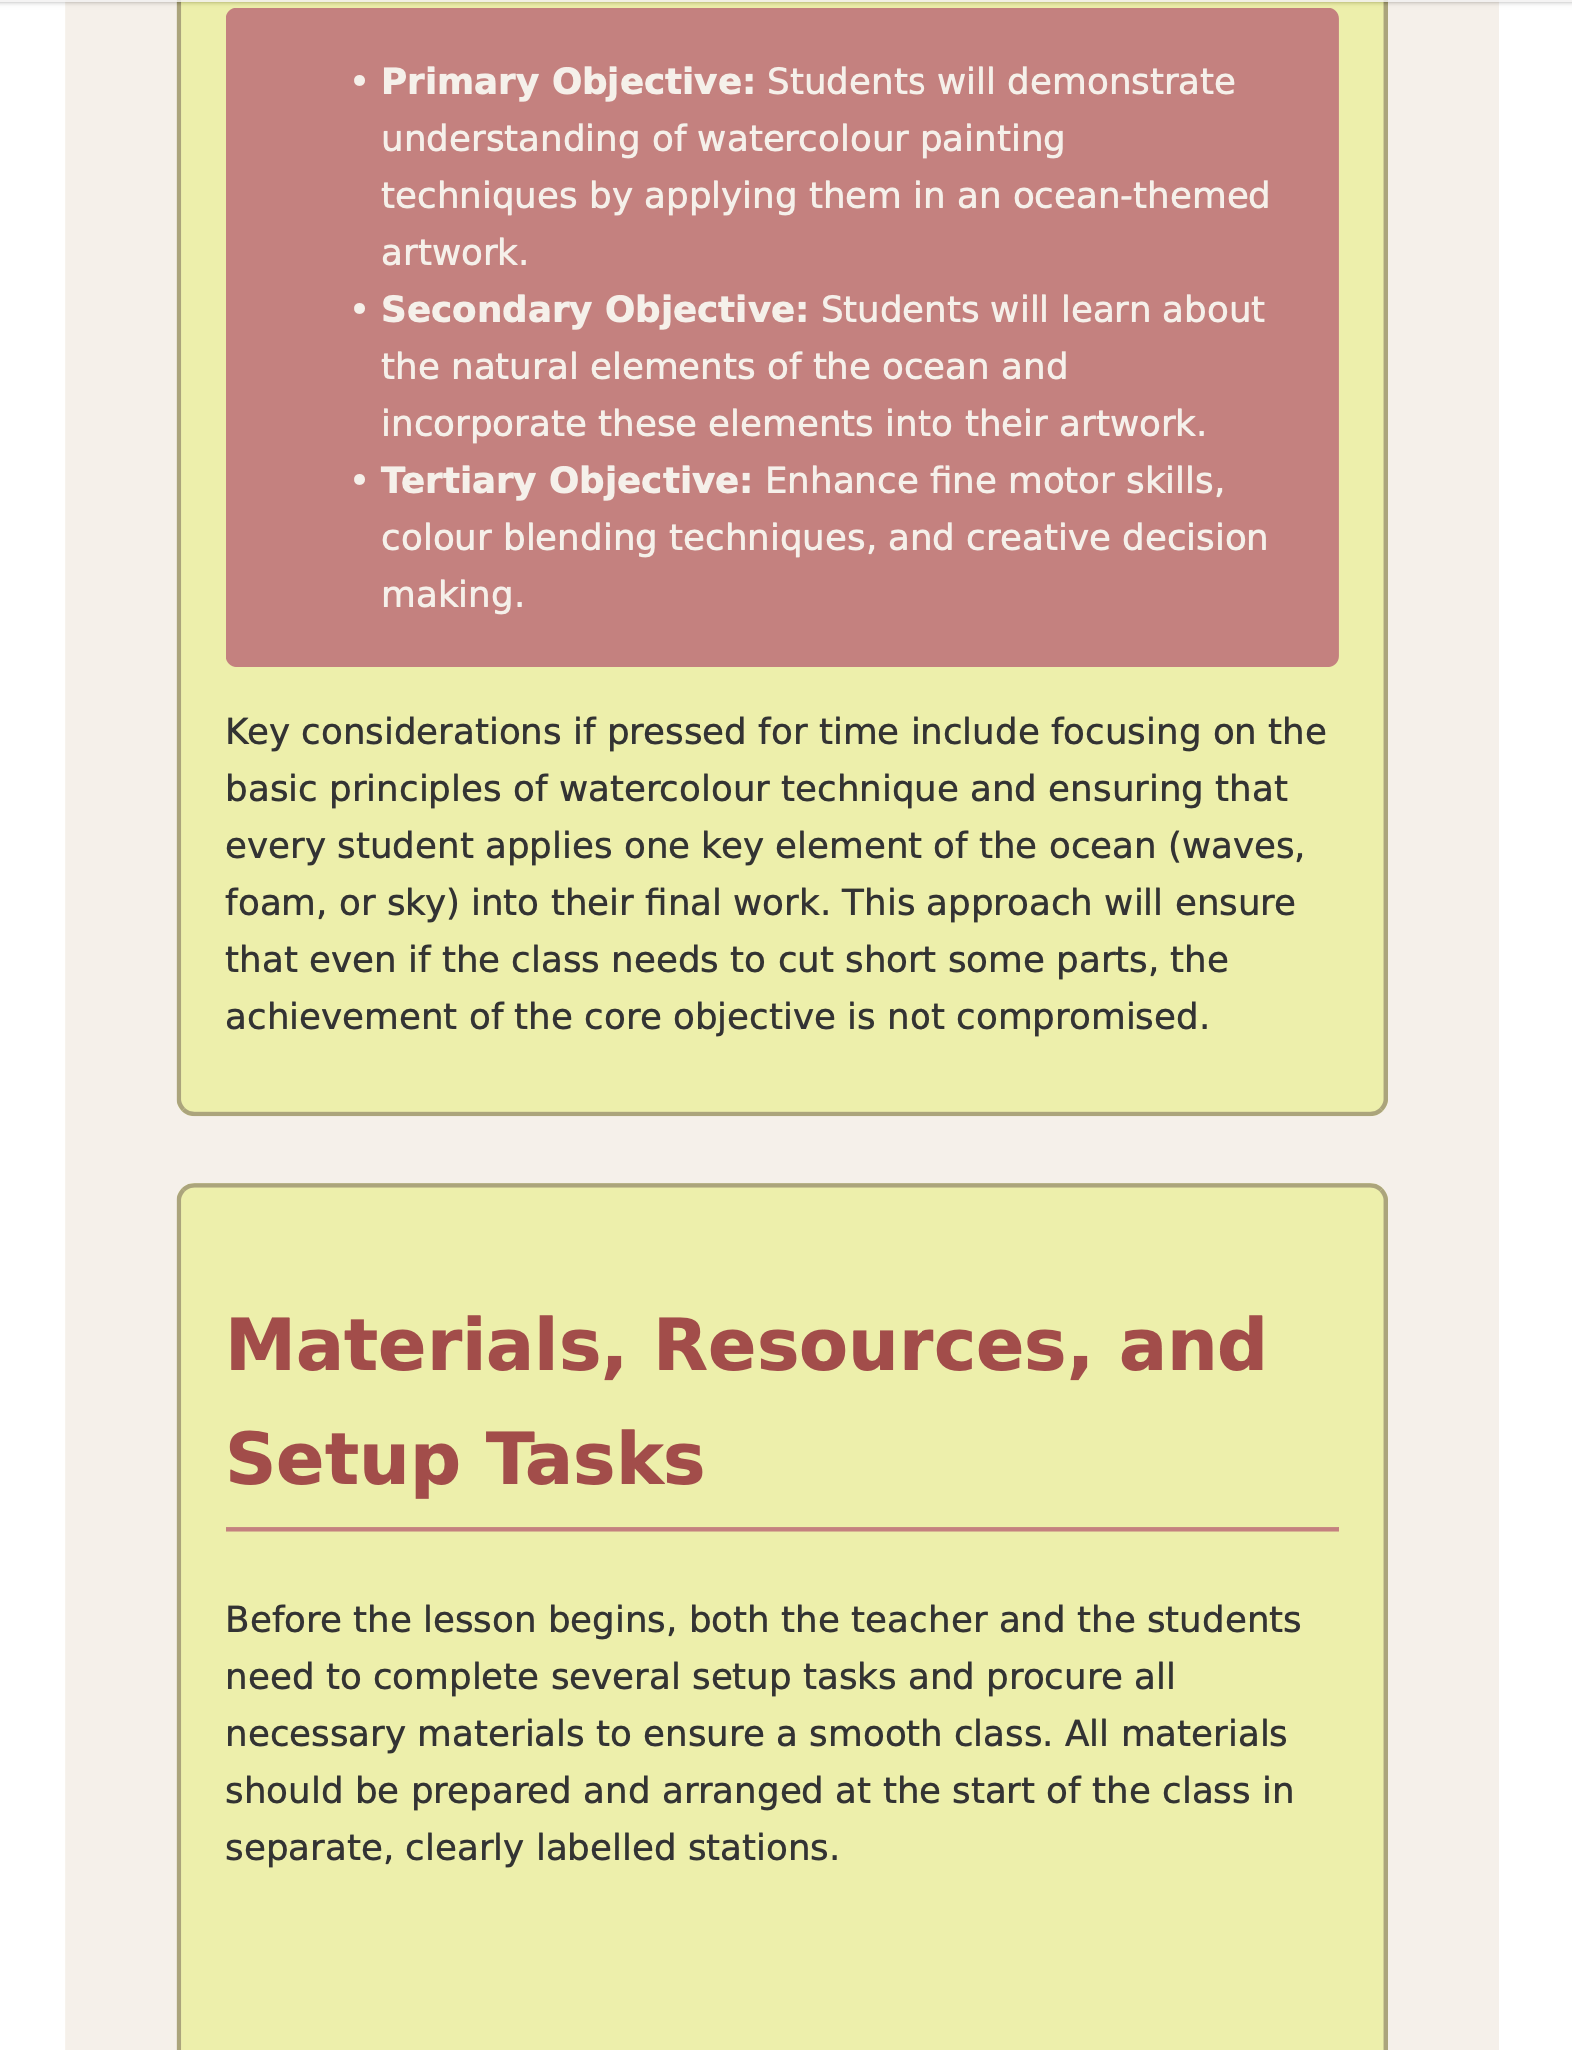 • Primary Objective: Students will demonstrate
understanding of watercolour painting
techniques by applying them in an ocean-themed
artwork.
• Secondary Objective: Students will learn about
the natural elements of the ocean and
incorporate these elements into their artwork.
• Tertiary Objective: Enhance fine motor skills,
colour blending techniques, and creative decision
making.
Key considerations if pressed for time include focusing on the
basic principles of watercolour technique and ensuring that
every student applies one key element of the ocean (waves,
foam, or sky) into their final work. This approach will ensure
that even if the class needs to cut short some parts, the
achievement of the core objective is not compromised.
Materials, Resources, and
Setup Tasks
Before the lesson begins, both the teacher and the students
need to complete several setup tasks and procure all
necessary materials to ensure a smooth class. All materials
should be prepared and arranged at the start of the class in
separate, clearly labelled stations.